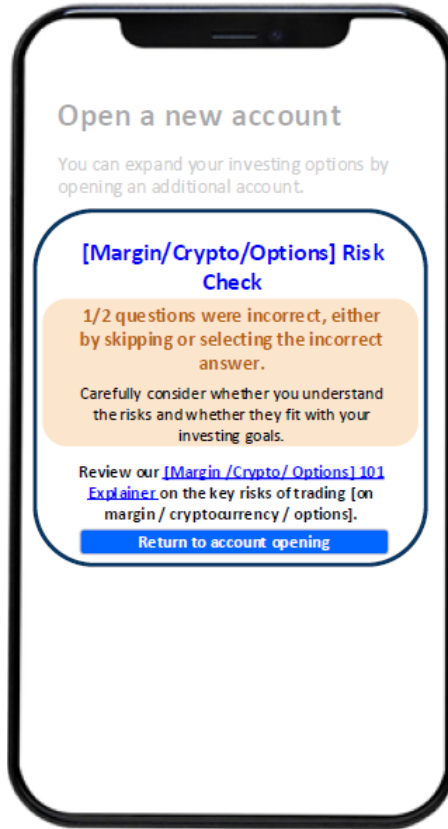 Open a new account
You can expand your investing options by
opening an additional account.
[Margin/Crypto/Options] Risk
Check
1/2 questions were incorrect, either
by skipping or selecting the incorrect
answer.
Carefully consider whether you understand
the risks and whether they fit with your
investing goals.
Review our [Margin /Crypto/ Options] 101
Explainer on the key risks of trading [on
margin / cryptocurrency / options].
Return to account opening